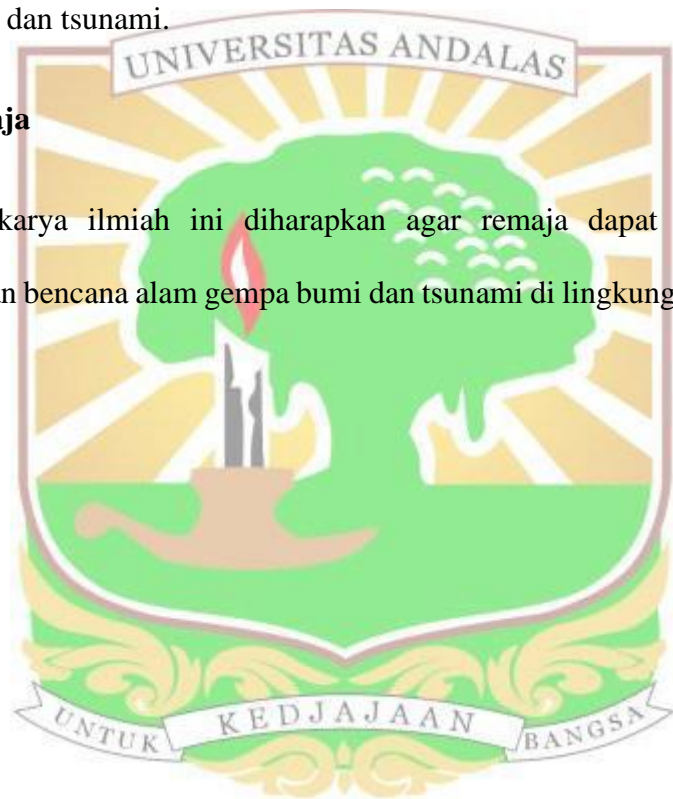 dan tsunami.
UNIVERSITAS ANDALAS
aja
karya ilmiah ini diharapkan agar remaja dapat
an bencana alam gempa bumi dan tsunami di lingkung
UNTUK KEDJAJAAN BANGSA